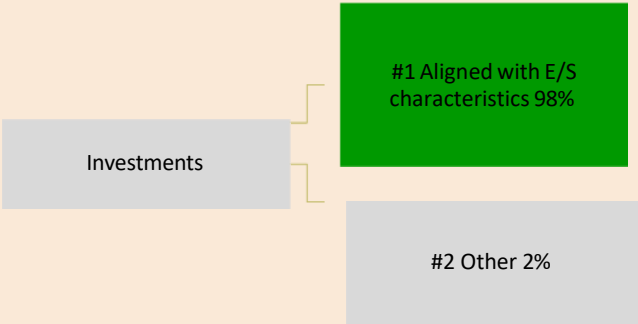 #1 Aligned with E/S
characteristics 98%
Investments
#2 Other 2%